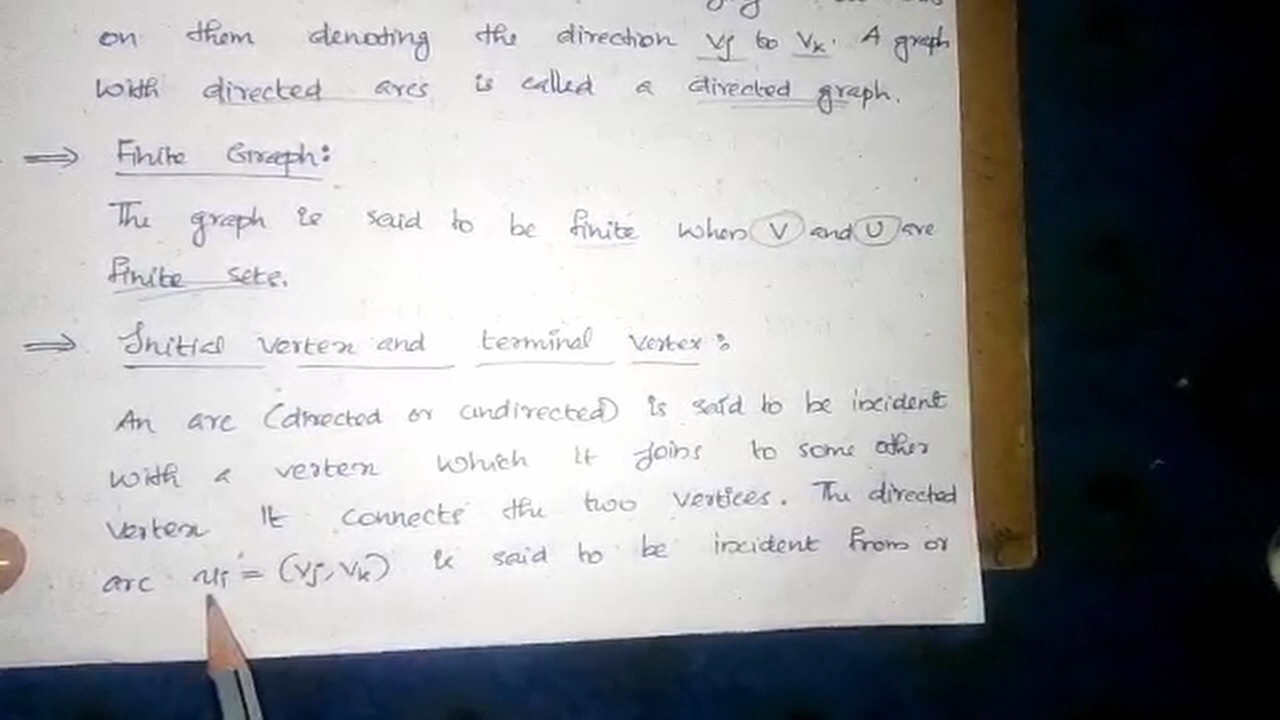 on them denoting the direction vj to vk. A graph
with directed arcs is called a directed graph.
⇒ Finite Graph:
The graph is said to be finite when V and U are
finite sets.
⇒ Initial vertex and terminal vertex:
An arc (directed or undirected) is said to be incident
with a vertex which it joins to some other
vertex It connects the two vertices. The directed
arc ui = (vj, vk) is said to be incident from or